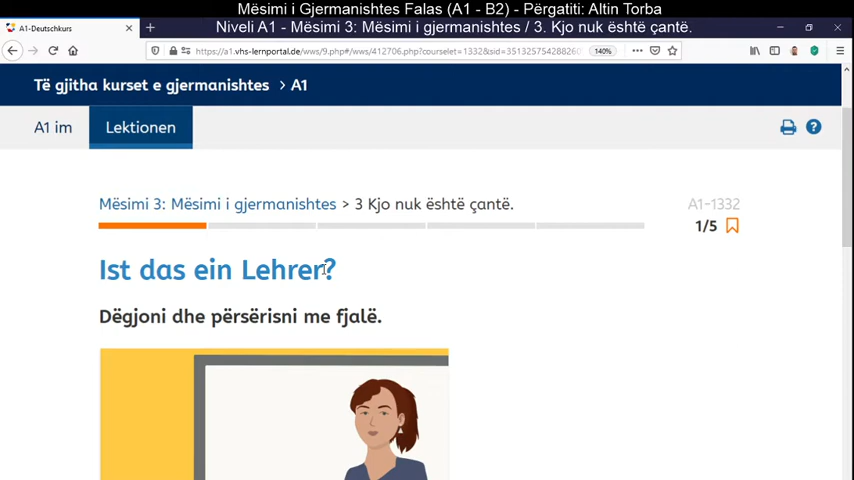 Mësimi i Gjermanishtes Falas (A1 - B2) - Përgatiti: Altin Torba
Niveli A1 - Mësimi 3: Mësimi i gjermanishtes / 3. Kjo nuk është çantë.
A1-Deutschkurs
https://a1.vhs-lernportal.de/wws/9.php#/wws/412706.php?courselet=1332&sid=3513257542882605
140%
Të gjitha kurset e gjermanishtes > A1
A1 im
Lektionen
Mësimi 3: Mësimi i gjermanishtes > 3 Kjo nuk është çantë.
A1-1332
1/5
Ist das ein Lehrer?
Dëgjoni dhe përsërisni me fjalë.